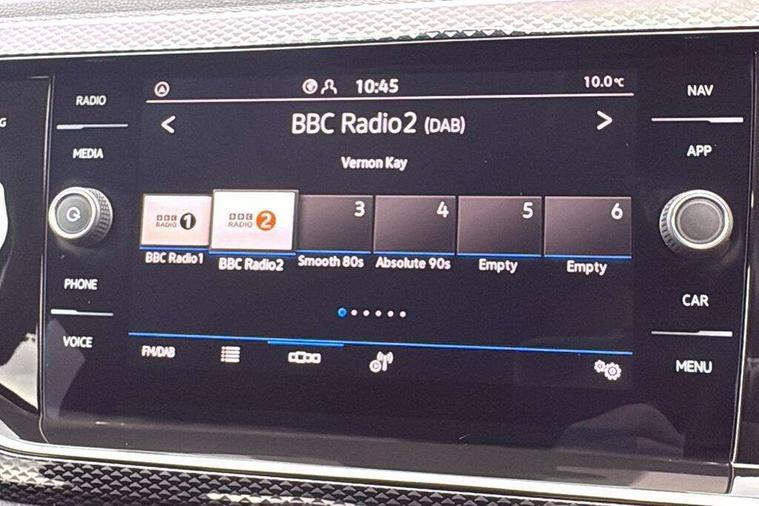 G
RADIO
MEDIA
PHONE
VOICE
10:45
10.0°C
BBC Radio2 (DAB)
Vernon Kay
BBC RADIO 1
BBC RADIO 2
3
4
5
6
BBC Radio1
BBC Radio2
Smooth 80s
Absolute 90s
Empty
Empty
FM/DAB
NAV
APP
CAR
MENU